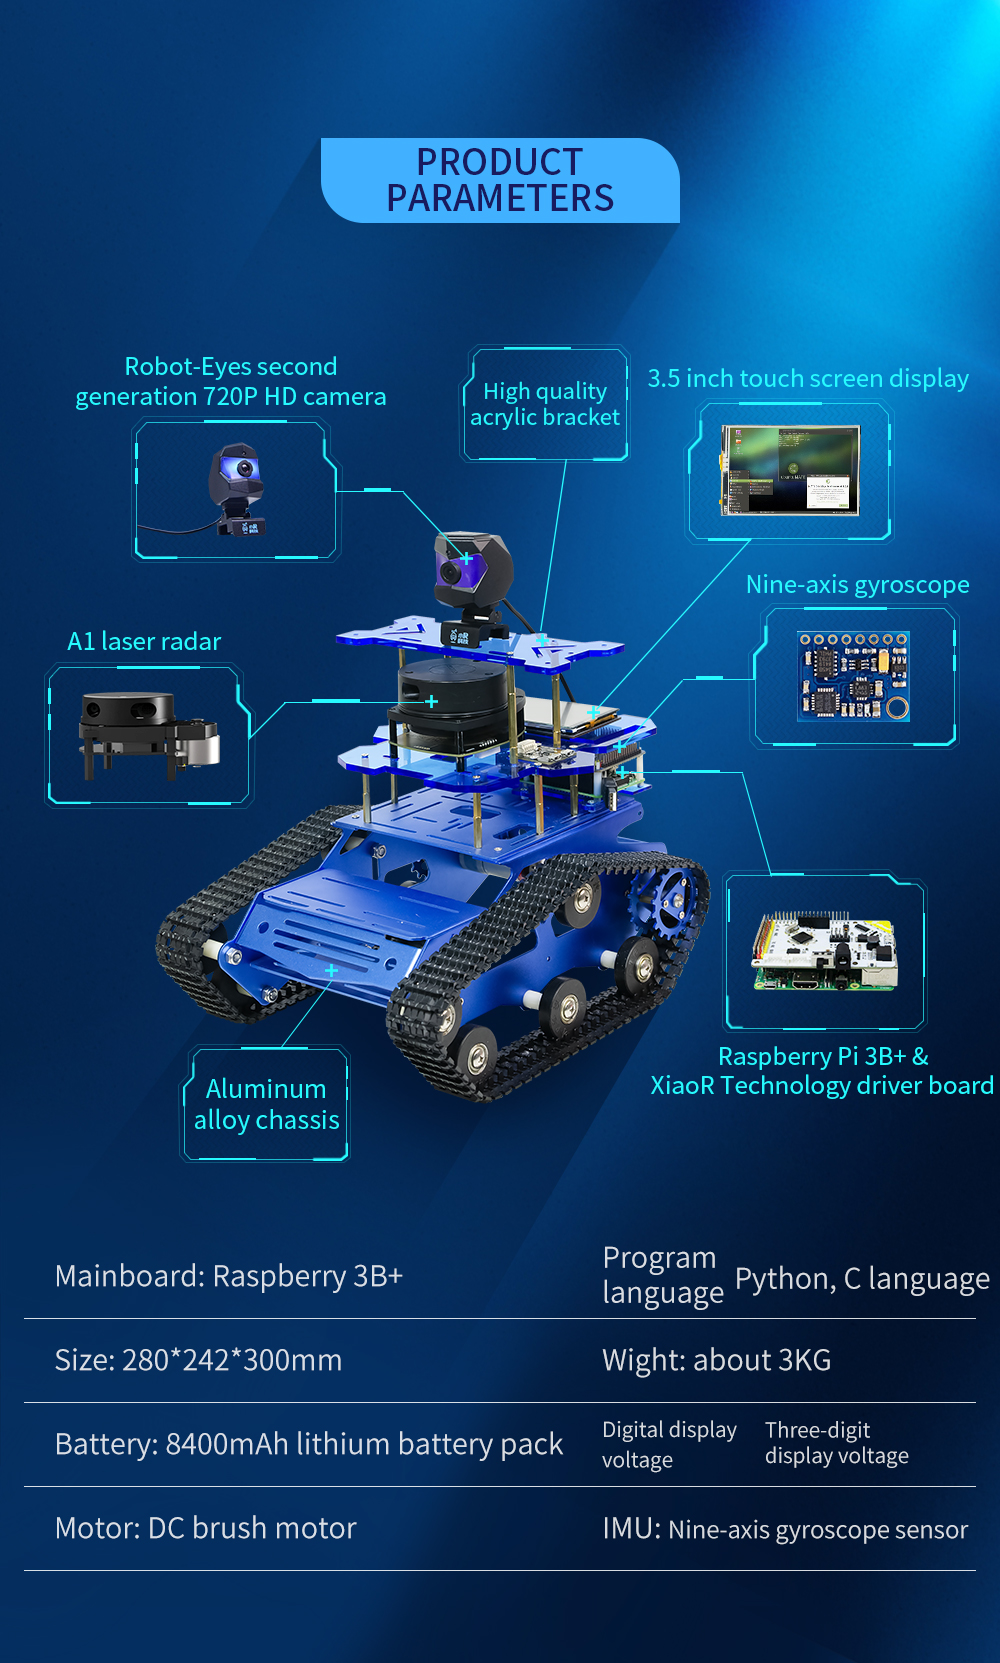 PRODUCT
PARAMETERS
Robot-Eyes second
generation 720P HD camera
High quality
acrylic bracket
3.5 inch touch screen display
Nine-axis gyroscope
A1 laser radar
Raspberry Pi 3B+ &
XiaoR Technology driver board
Aluminum
alloy chassis
Mainboard: Raspberry 3B+
Program
language
Python, C language
Size: 280*242*300mm
Wight: about 3KG
Battery: 8400mAh lithium battery pack
Digital display
voltage
Three-digit
display voltage
Motor: DC brush motor
IMU: Nine-axis gyroscope sensor